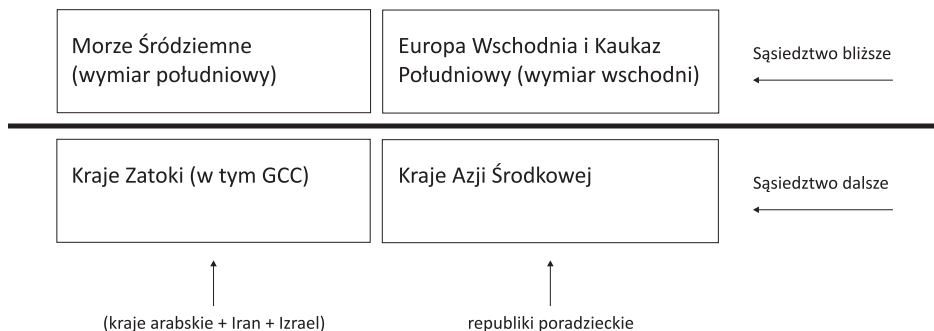 Morze Śródziemne
(wymiar południowy)
Europa Wschodnia i Kaukaz
Południowy (wymiar wschodni)
Sąsiedztwo bliższe
Kraje Zatoki (w tym GCC)
Kraje Azji Środkowej
Sąsiedztwo dalsze
(kraje arabskie + Iran + Izrael)
republiki poradzieckie